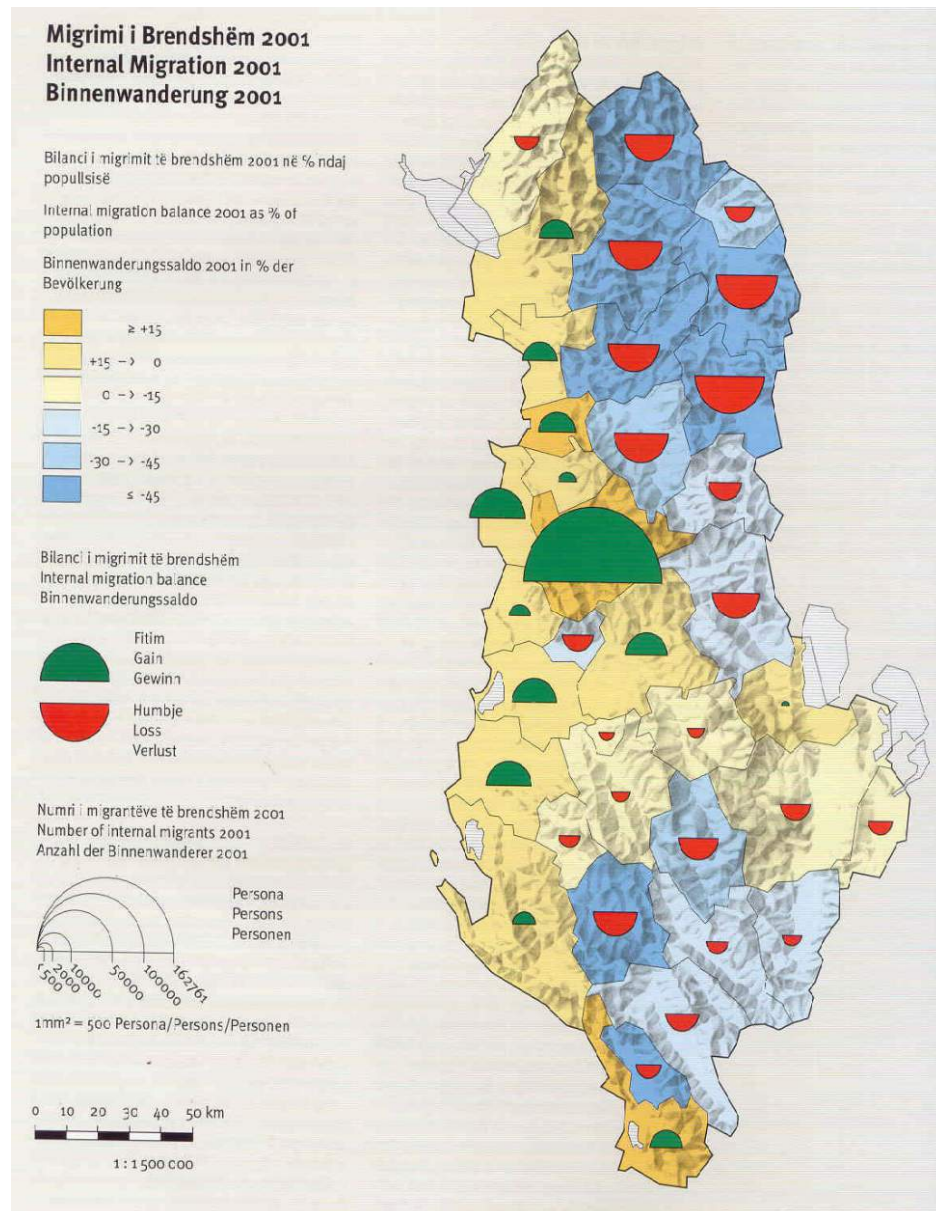 Migrimi i Brendshëm 2001
Internal Migration 2001
Binnenwanderung 2001
Bilanci i migrimit të brendshëm 2001 në % ndaj
popullsisë
Internal migration balance 2001 as % of
population
Binnenwanderungssaldo 2001 in % der
Bevölkerung
≥ +15
+15 –› 0
0 –› -15
-15 –› -30
-30 –› -45
≤ -45
Bilanci i migrimit të brendshëm
Internal migration balance
Binnenwanderungssaldo
Fitim
Gain
Gewinn
Humbje
Loss
Verlust
Numri i migrantëve të brendshëm 2001
Number of internal migrants 2001
Anzahl der Binnenwanderer 2001
Persona
Persons
Personen
500 2000 10000 50000 100000 162761
1mm² = 500 Persona/Persons/Personen
0 10 20 30 40 50 km
1:1 500 000